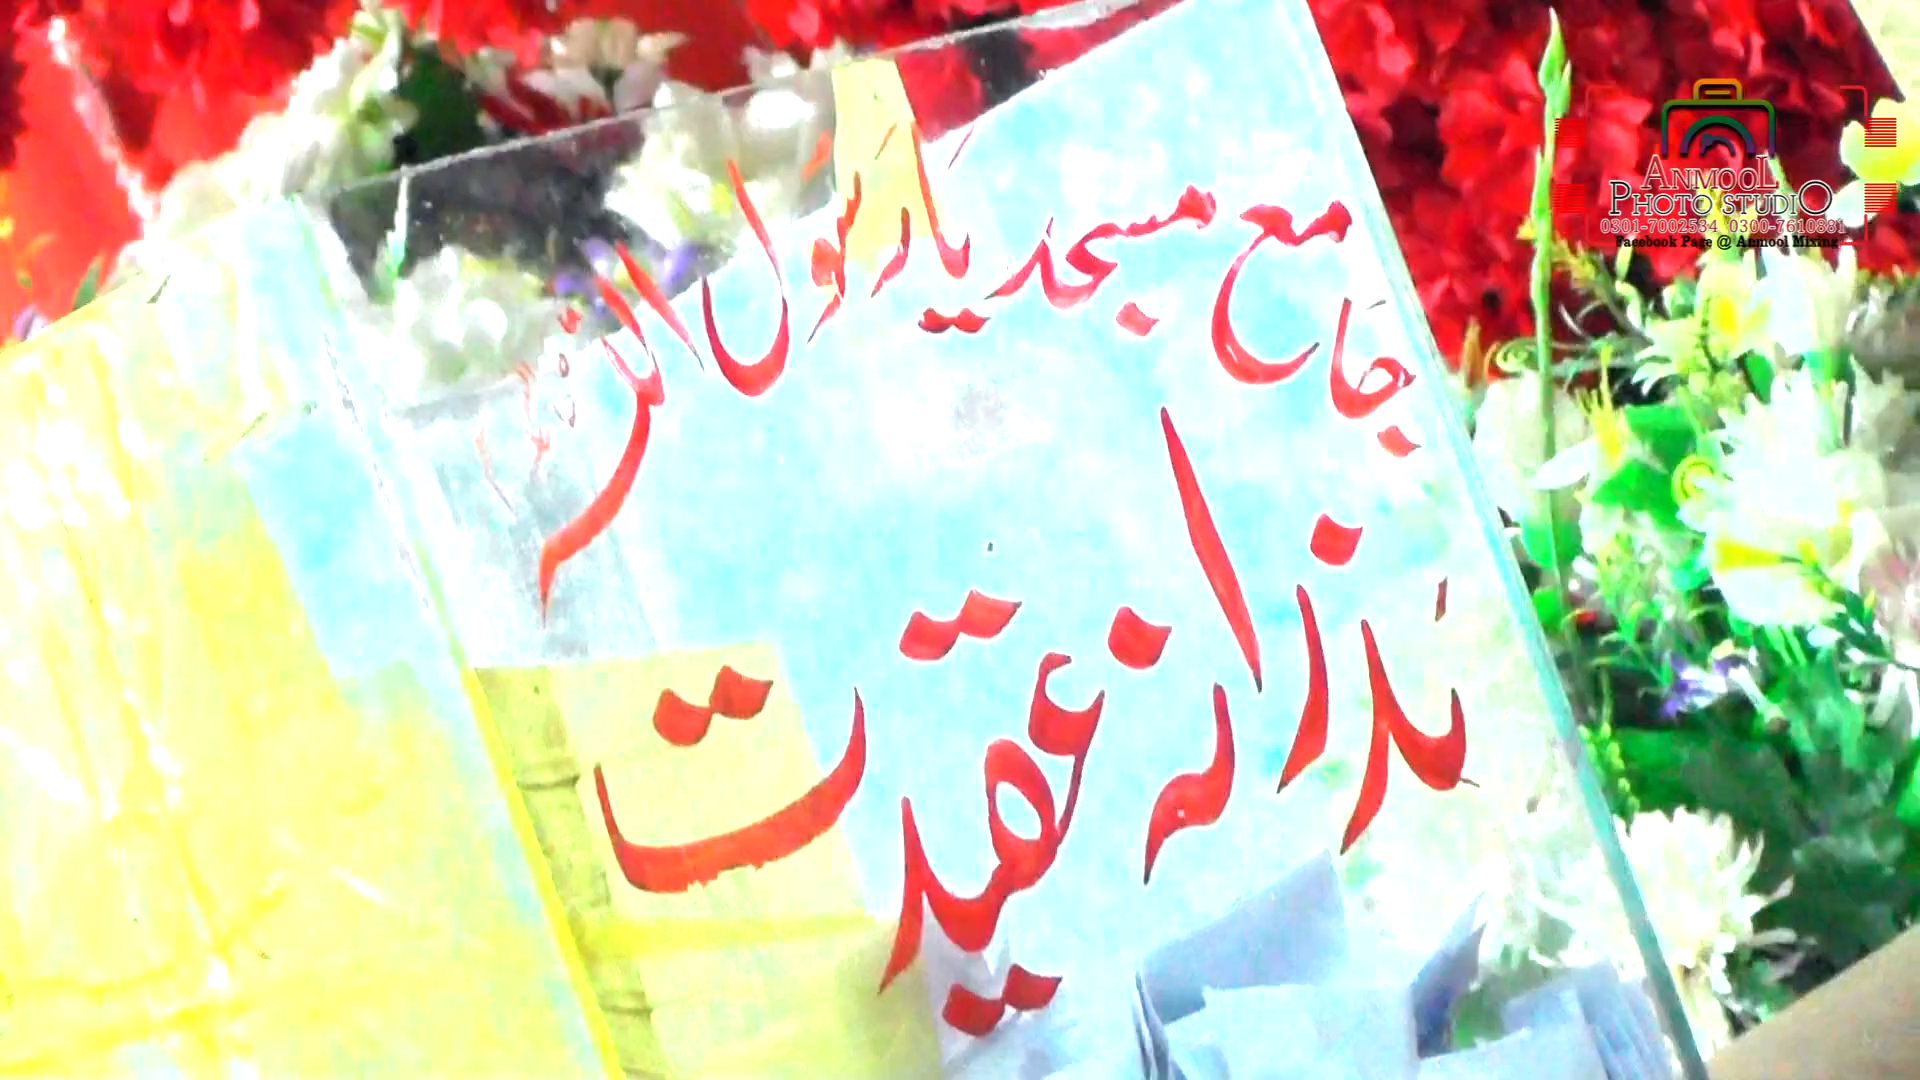 جامع مسجد یارسول اللہ
نذرانہ عقیدت
ANMOOL
PHOTO STUDIO
0301-7002534 0300-7610881
Facebook Page @ Anmool Mixing